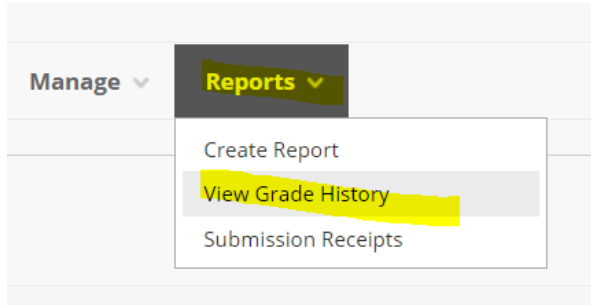 Manage Reports
Create Report
View Grade History
Submission Receipts